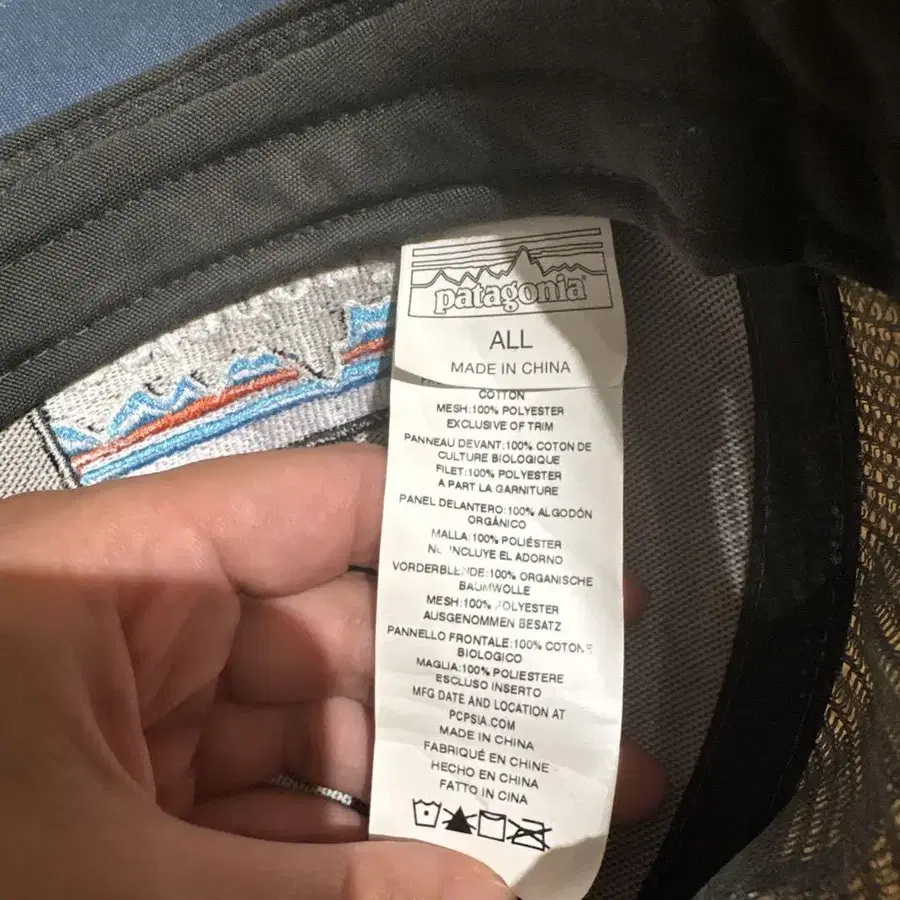 patagonia®
ALL
MADE IN CHINA
COTTON
MESH:100% POLYESTER
EXCLUSIVE OF TRIM
PANNEAU DEVANT:100% COTON DE
CULTURE BIOLOGIQUE
FILET:100% POLYESTER
A PART LA GARNITURE
PANEL DELANTERO:100% ALGODÓN
ORGÁNICO
MALLA:100% POLIÉSTER
INCLUYE EL ADORNO
VORDERBLENDE:100% ORGANISCHE
BAUMWOLLE
MESH:100% POLYESTER
AUSGENOMMEN BESATZ
PANNELLO FRONTALE:100% COTONE
BIOLOGICO
MAGLIA:100% POLIESTERE
ESCLUSO INSERTO
MFG DATE AND LOCATION AT
PCPSIA.COM
MADE IN CHINA
FABRIQUÉ EN CHINE
HECHO EN CHINA
FATTO IN CINA